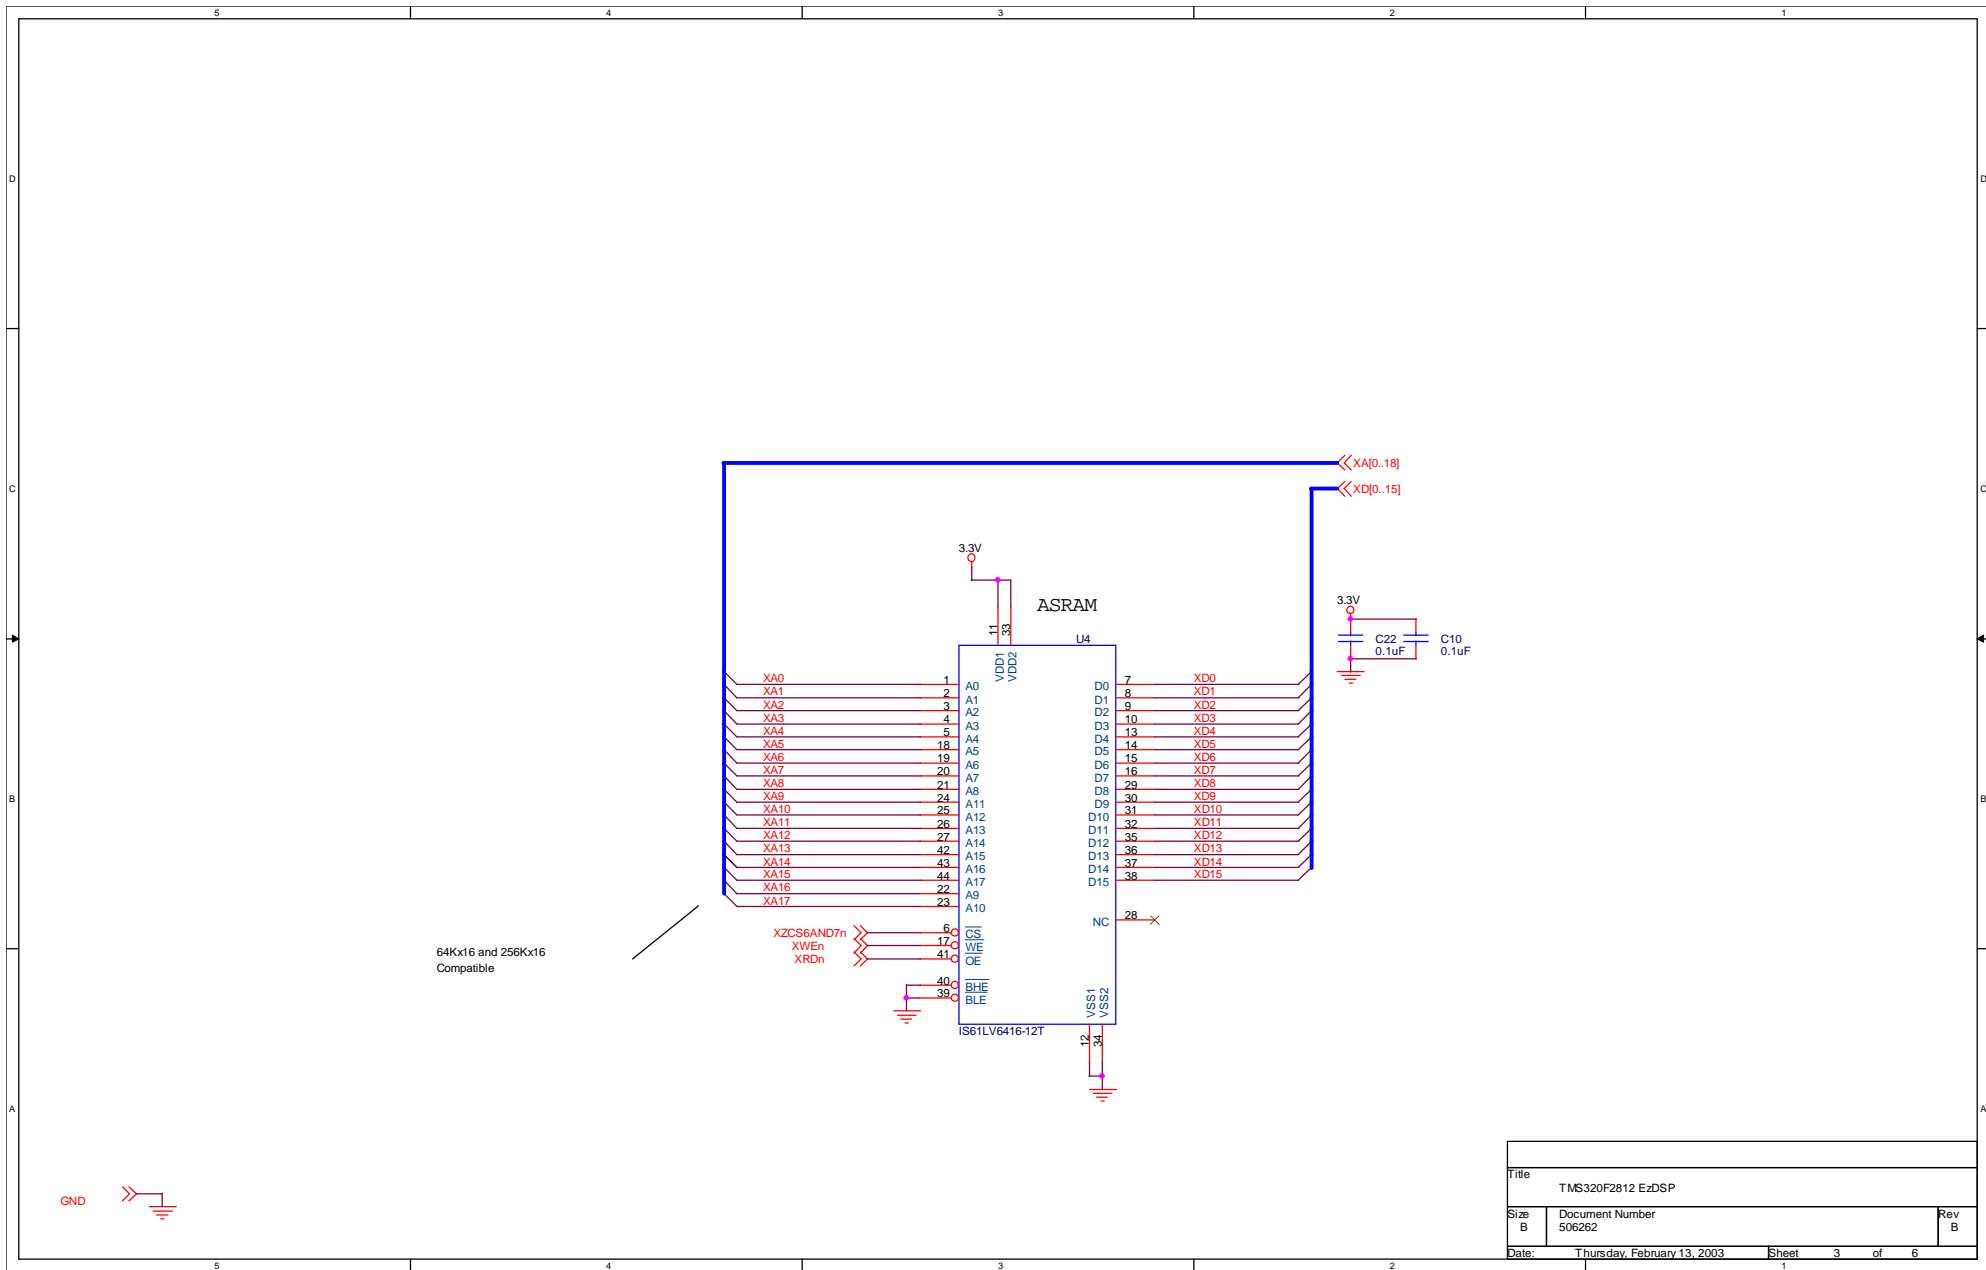 5 4 3 2 1
D D
C C
B B
A A
XA[0..18]
XD[0..15]
3.3V
ASRAM
3.3V
C22
0.1uF
C10
0.1uF
U4
11 33
VDD1 VDD2
XA0 1 A0 D0 7 XD0
XA1 2 A1 D1 8 XD1
XA2 3 A2 D2 9 XD2
XA3 4 A3 D3 10 XD3
XA4 5 A4 D4 13 XD4
XA5 18 A5 D5 14 XD5
XA6 19 A6 D6 15 XD6
XA7 20 A7 D7 16 XD7
XA8 21 A8 D8 29 XD8
XA9 24 A11 D9 30 XD9
XA10 25 A12 D10 31 XD10
XA11 26 A13 D11 32 XD11
XA12 27 A14 D12 35 XD12
XA13 42 A15 D13 36 XD13
XA14 43 A16 D14 37 XD14
XA15 44 A17 D15 38 XD15
XA16 22 A9
XA17 23 A10
NC 28
XZCS6AND7n 6 CS
XWEn 17 WE
XRDn 41 OE
40 BHE
39 BLE
VSS1 VSS2
12 34
IS61LV6416-12T
64Kx16 and 256Kx16
Compatible
GND
Title
TMS320F2812 EzDSP
Size Document Number Rev
B 506262 B
Date: Thursday, February 13, 2003 Sheet 3 of 6
5 4 3 2 1